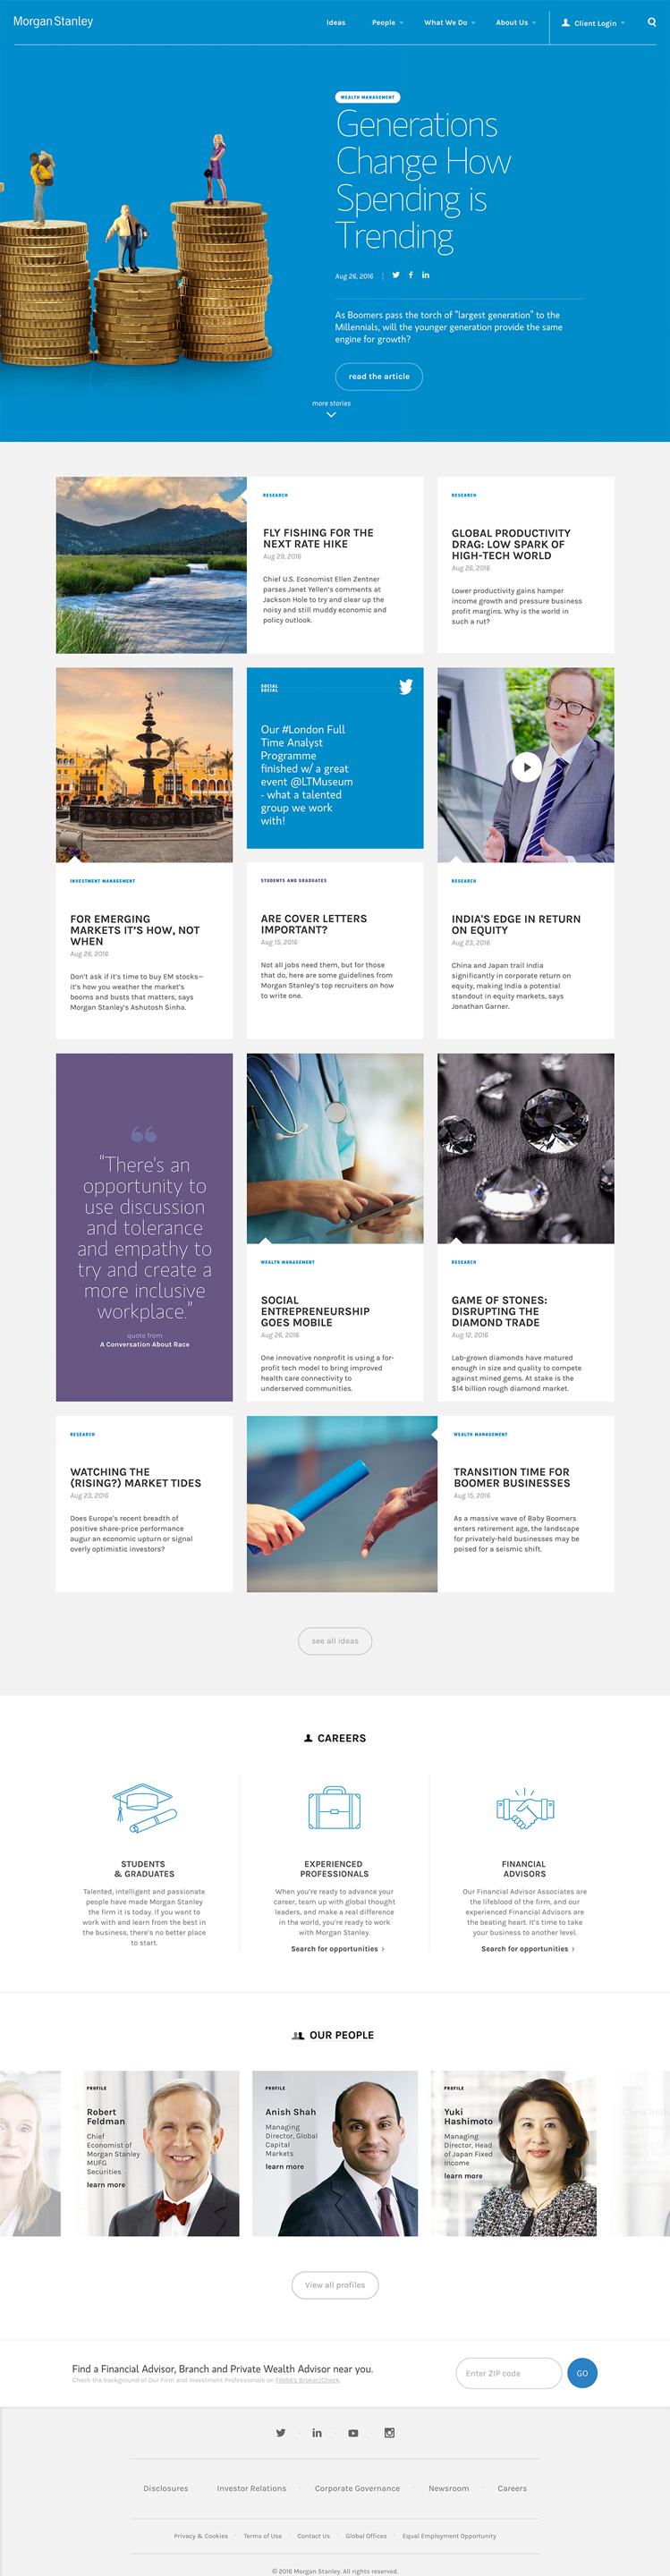 Morgan Stanley
Ideas
People
What We Do
About Us
Client Login
WEALTH MANAGEMENT
Generations
Change How
Spending is
Trending
Aug 26, 2016
As Boomers pass the torch of "largest generation" to the
Millennials, will the younger generation provide the same
engine for growth?
read the article
more stories
RESEARCH
FLY FISHING FOR THE
NEXT RATE HIKE
Aug 29, 2016
Chief U.S. Economist Ellen Zentner
parses Janet Yellen's comments at
Jackson Hole to try and clear up the
noisy and still muddy economic and
policy outlook.
RESEARCH
GLOBAL PRODUCTIVITY
DRAG: LOW SPARK OF
HIGH-TECH WORLD
Aug 26, 2016
Lower productivity gains hamper
income growth and pressure business
profit margins. Why is the world in
such a rut?
INVESTMENT MANAGEMENT
FOR EMERGING
MARKETS IT'S HOW, NOT
WHEN
Aug 26, 2016
Don't ask if it's time to buy EM stocks—
it's how you weather the market's
booms and busts that matters, says
Morgan Stanley's Ashutosh Sinha.
SOCIAL
SOCIAL
Our #London Full
Time Analyst
Programme
finished w/ a great
event @LTMuseum
- what a talented
group we work
with!
STUDENTS AND GRADUATES
ARE COVER LETTERS
IMPORTANT?
Aug 15, 2016
Not all jobs need them, but for those
that do, here are some guidelines from
Morgan Stanley's top recruiters on how
to write one.
RESEARCH
INDIA'S EDGE IN RETURN
ON EQUITY
Aug 23, 2016
China and Japan trail India
significantly in corporate return on
equity, making India a potential
standout in equity markets, says
Jonathan Garner.
"There's an
opportunity to
use discussion
and tolerance
and empathy to
try and create a
more inclusive
workplace."
quote from
A Conversation About Race
WEALTH MANAGEMENT
SOCIAL
ENTREPRENEURSHIP
GOES MOBILE
Aug 26, 2016
One innovative nonprofit is using a for-
profit tech model to bring improved
health care connectivity to
underserved communities.
RESEARCH
GAME OF STONES:
DISRUPTING THE
DIAMOND TRADE
Aug 12, 2016
Lab-grown diamonds have matured
enough in size and quality to compete
against mined gems. At stake is the
$14 billion rough diamond market.
RESEARCH
WATCHING THE
(RISING?) MARKET TIDES
Aug 23, 2016
Does Europe's recent breadth of
positive share-price performance
augur an economic upturn or signal
overly optimistic investors?
WEALTH MANAGEMENT
TRANSITION TIME FOR
BOOMER BUSINESSES
Aug 15, 2016
As a massive wave of Baby Boomers
enters retirement age, the landscape
for privately-held businesses may be
poised for a seismic shift.
see all ideas
CAREERS
STUDENTS
& GRADUATES
Talented, intelligent and passionate
people have made Morgan Stanley
the firm it is today. If you want to
work with and learn from the best in
the business, there's no better place
to start.
EXPERIENCED
PROFESSIONALS
When you're ready to advance your
career, team up with global thought
leaders, and make a real difference
in the world, you're ready to work
with Morgan Stanley.
Search for opportunities >
FINANCIAL
ADVISORS
Our Financial Advisor Associates are
the lifeblood of the firm, and our
experienced Financial Advisors are
the beating heart. It's time to take
your business to another level.
Search for opportunities >
OUR PEOPLE
PROFILE
Robert
Feldman
Chief
Economist of
Morgan Stanley
MUFG
Securities
learn more
PROFILE
Anish Shah
Managing
Director, Global
Capital
Markets
learn more
PROFILE
Yuki
Hashimoto
Managing
Director, Head
of Japan Fixed
Income
learn more
View all profiles
Find a Financial Advisor, Branch and Private Wealth Advisor near you.
Check the background of Our Firm and Investment Professionals on FINRA's Broker/Check.
Enter ZIP code
GO
Disclosures
Investor Relations
Corporate Governance
Newsroom
Careers
Privacy & Cookies
Terms of Use
Contact Us
Global Offices
Equal Employment Opportunity
© 2016 Morgan Stanley. All rights reserved.